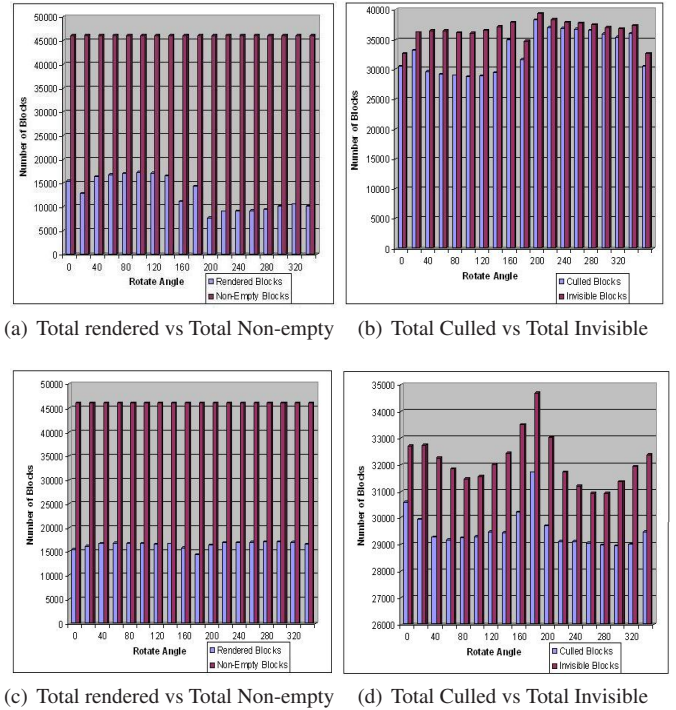 50000
45000
40000
35000
30000
25000
20000
15000
10000
5000
0
Number of Blocks
0 40 80 120 160 200 240 280 320
Rotate Angle
Rendered Blocks
Non-Empty Blocks
(a) Total rendered vs Total Non-empty
40000
35000
30000
25000
20000
15000
10000
5000
0
Number of Blocks
0 40 80 120 160 200 240 280 320
Rotate Angle
Culled Blocks
Invisible Blocks
(b) Total Culled vs Total Invisible
50000
45000
40000
35000
30000
25000
20000
15000
10000
5000
0
Number of Blocks
0 40 80 120 160 200 240 280 320
Rotate Angle
Rendered Blocks
Non-Empty Blocks
(c) Total rendered vs Total Non-empty
35000
34000
33000
32000
31000
30000
29000
28000
27000
26000
Number of Blocks
0 40 80 120 160 200 240 280 320
Rotate Angle
Culled Blocks
Invisible Blocks
(d) Total Culled vs Total Invisible